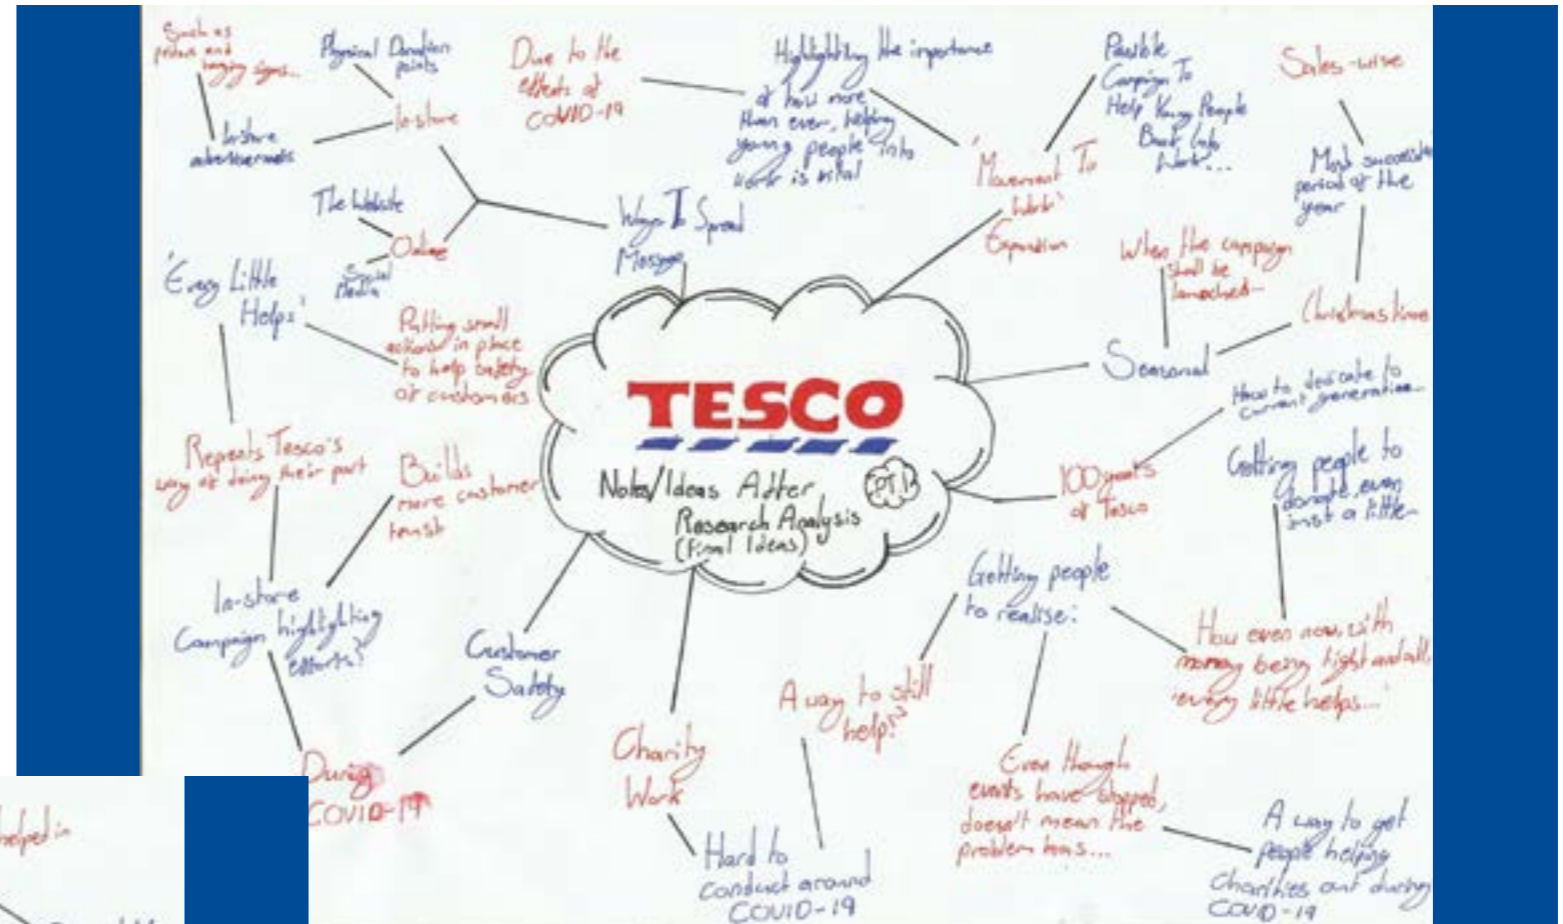 Such as
posters and
hanging signs...
Physical Donation
points
In-store
In-store
advertisements
Due to the
effects of
COVID-19
Highlighting the importance
of how more
than ever, helping
young people into
work is vital
Possible
Campaign To
Help Young People
Back Into
Work...
'Movement To
Work'
Expansion
Sales-wise
Most successful
period of the
year
Christmas time
When the campaign
shall be
launched...
Seasonal
The Website
Online
Social
Media
Ways To Spread
Message
'Every Little
Helps'
Putting small
actions in place
to help safety
of customers
Repeats Tesco's
way of doing their part
Builds
more customer
trust
In-store
Campaign highlighting
efforts?
Customer
Safety
During
COVID-19
TESCO
Notes/Ideas After
Research Analysis
(Final Ideas)
PT.1
How to dedicate to
current generation...
100 years
of Tesco
Getting people to
donate, even
just a little
Getting people
to realise:
How even now, with
money being tight and all,
'every little helps...'
A way to still
help?
Charity
Work
Hard to
conduct around
COVID-19
Even though
events have stopped,
doesn't mean the
problem has...
A way to get
people helping
Charities out during
COVID-19
helped in